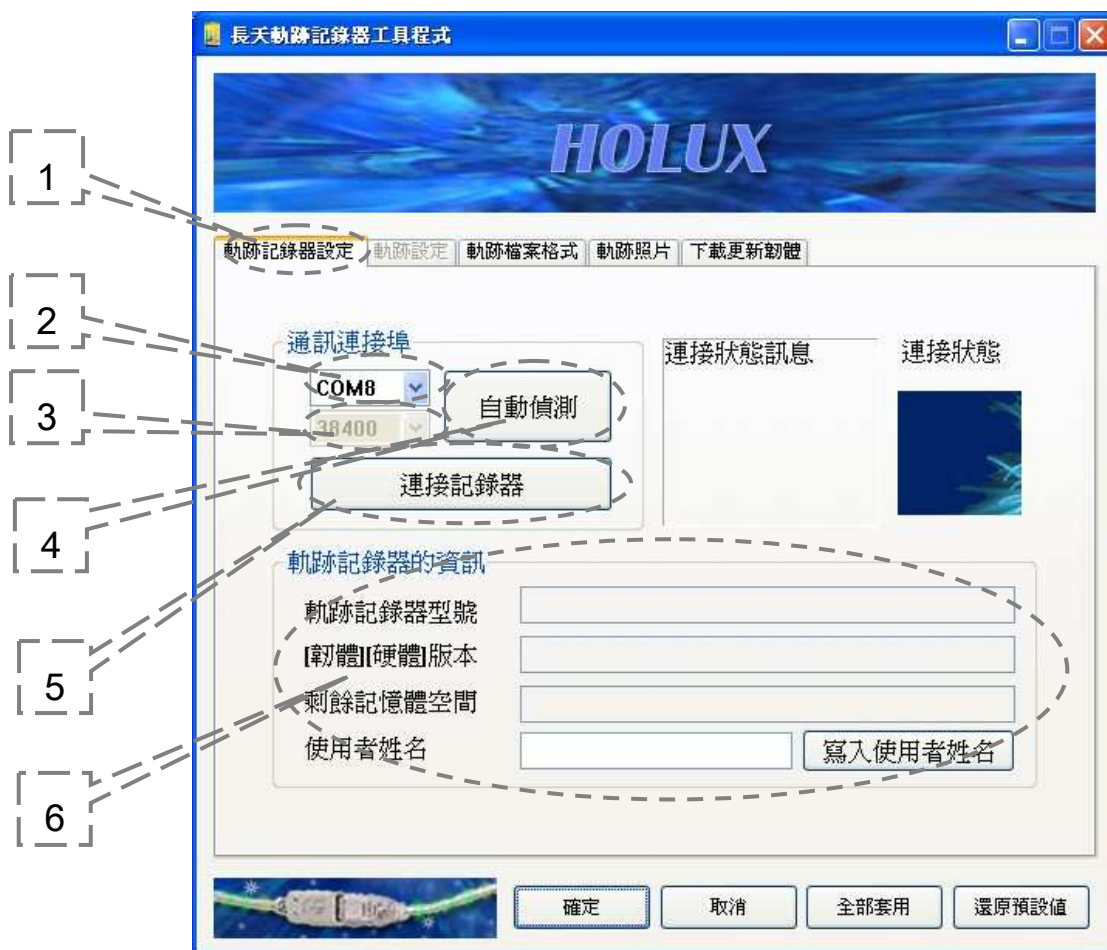 長天軌跡記錄器工具程式
HOLUX
1
軌跡記錄器設定 軌跡設定 軌跡檔案格式 軌跡照片 下載更新韌體
2
通訊連接埠
連接狀態訊息
連接狀態
COM8
自動偵測
3
38400
連接記錄器
4
軌跡記錄器的資訊
軌跡記錄器型號
5
[韌體][硬體]版本
剩餘記憶體空間
使用者姓名
寫入使用者姓名
6
確定 取消 全部套用 還原預設值